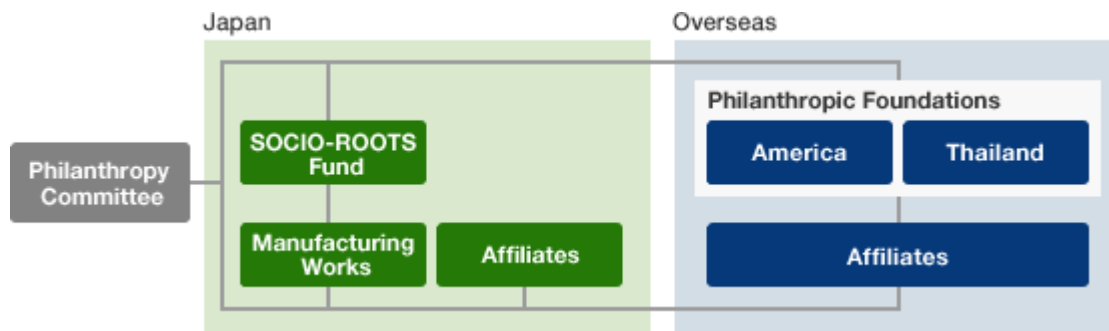 Japan
Overseas
Philanthropy
Committee
SOCIO-ROOTS
Fund
Manufacturing
Works
Affiliates
Philanthropic Foundations
America
Thailand
Affiliates